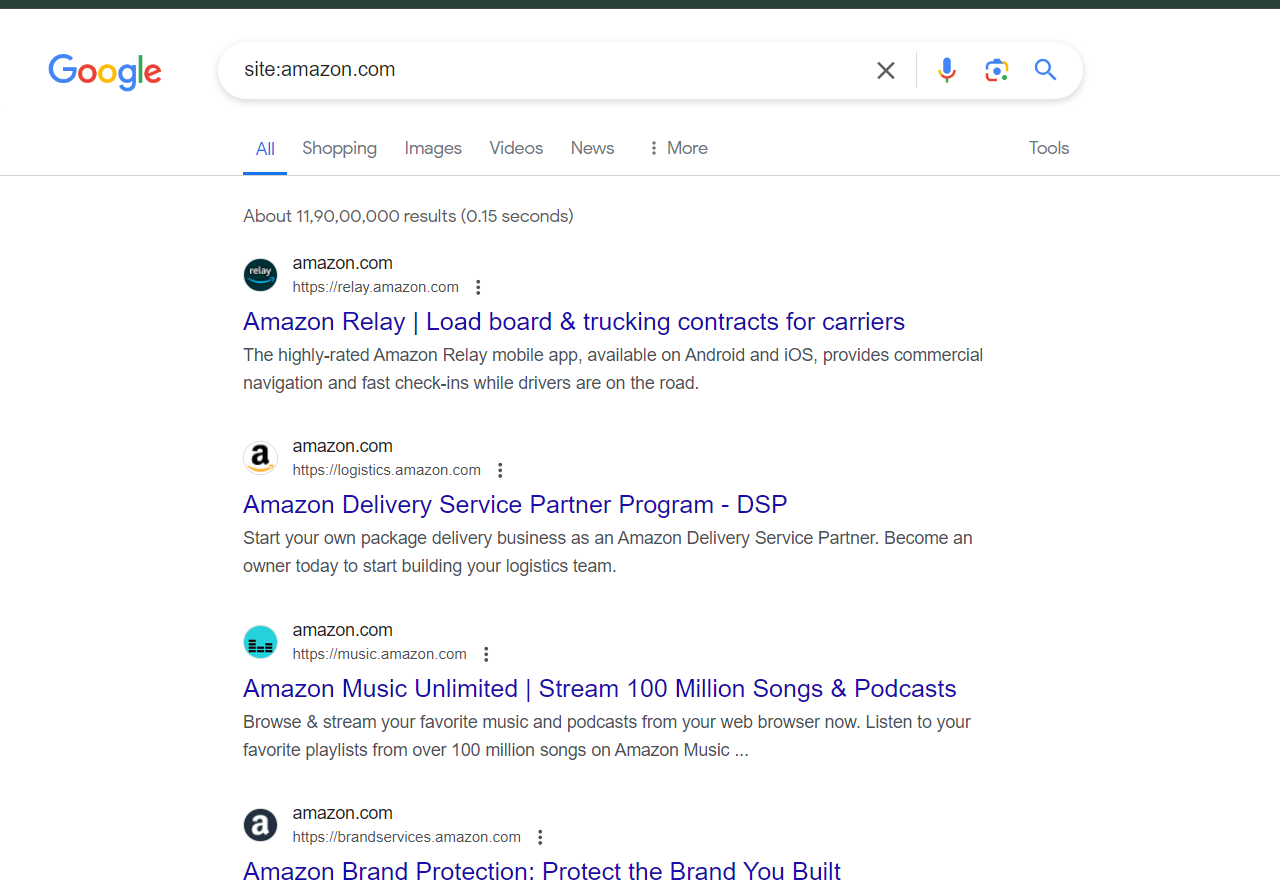 Google
site:amazon.com
All Shopping Images Videos News More Tools
About 11,90,00,000 results (0.15 seconds)
relay
amazon.com
https://relay.amazon.com
Amazon Relay | Load board & trucking contracts for carriers
The highly-rated Amazon Relay mobile app, available on Android and iOS, provides commercial
navigation and fast check-ins while drivers are on the road.
a
amazon.com
https://logistics.amazon.com
Amazon Delivery Service Partner Program - DSP
Start your own package delivery business as an Amazon Delivery Service Partner. Become an
owner today to start building your logistics team.
amazon.com
https://music.amazon.com
Amazon Music Unlimited | Stream 100 Million Songs & Podcasts
Browse & stream your favorite music and podcasts from your web browser now. Listen to your
favorite playlists from over 100 million songs on Amazon Music ...
a
amazon.com
https://brandservices.amazon.com
Amazon Brand Protection: Protect the Brand You Built